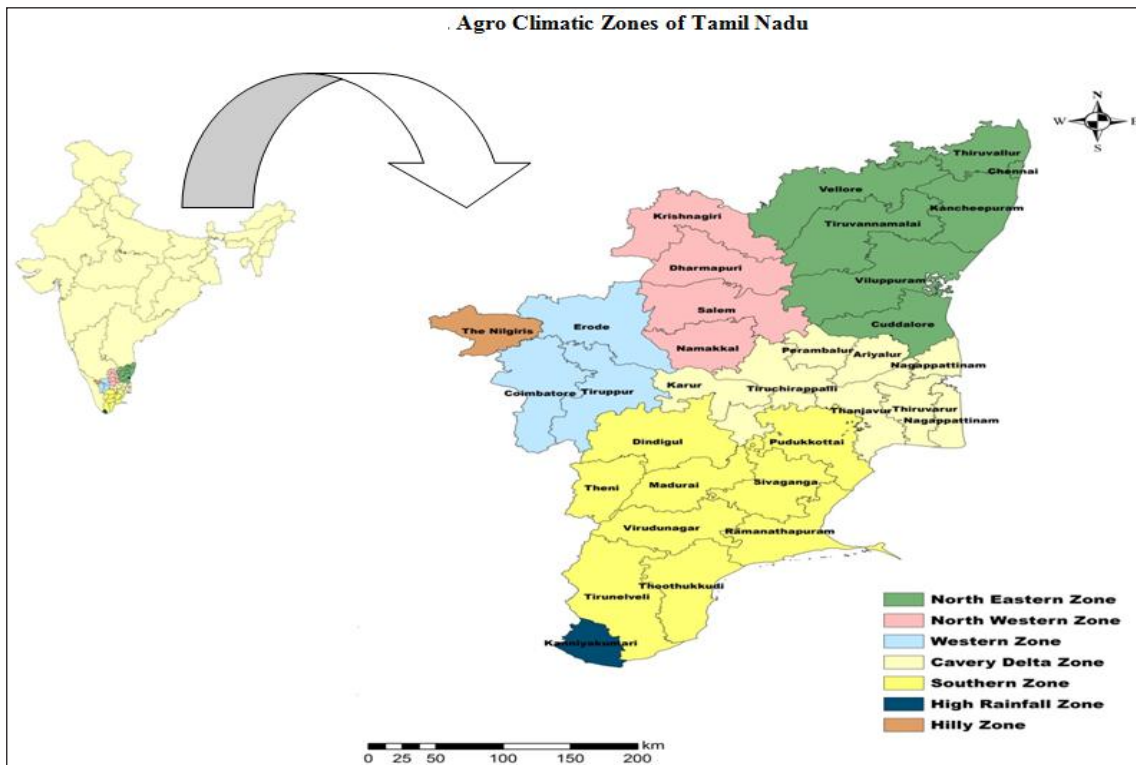 . Agro Climatic Zones of Tamil Nadu
N
W E
S
Thiruvallur
Chennai
Vellore
Kancheepuram
Krishnagiri
Tiruvannamalai
Dharmapuri
Viluppuram
Salem
Cuddalore
The Nilgiris
Erode
Namakkal
Perambalur
Ariyalur
Nagappattinam
Coimbatore
Tiruppur
Karur
Tiruchirappalli
Thanjavur
Thiruvarur
Nagappattinam
Dindigul
Pudukkottai
Theni
Madurai
Sivaganga
Virudunagar
Ramanathapuram
Thoothukkudi
Tirunelveli
Kanniyakumari
North Eastern Zone
North Western Zone
Western Zone
Cavery Delta Zone
Southern Zone
High Rainfall Zone
Hilly Zone
km
0 25 50 100 150 200